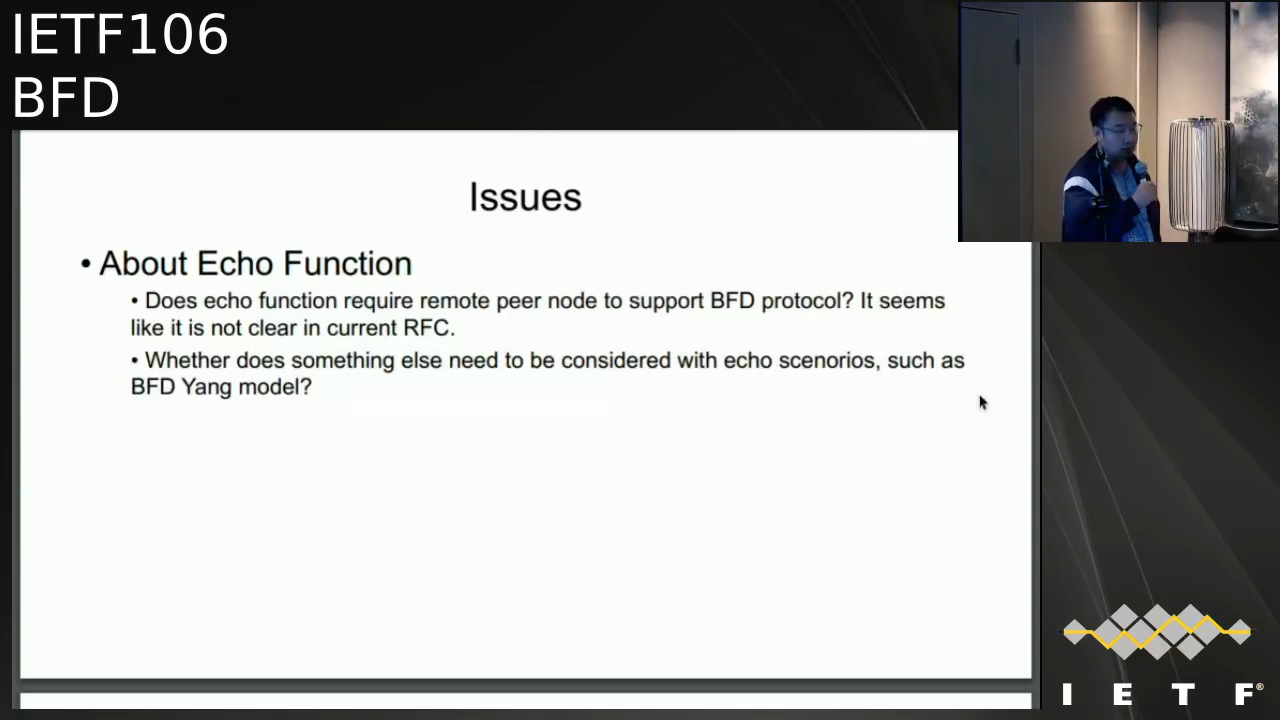 IETF106
BFD
Issues
• About Echo Function
• Does echo function require remote peer node to support BFD protocol? It seems
like it is not clear in current RFC.
• Whether does something else need to be considered with echo scenorios, such as
BFD Yang model?
I E T F®